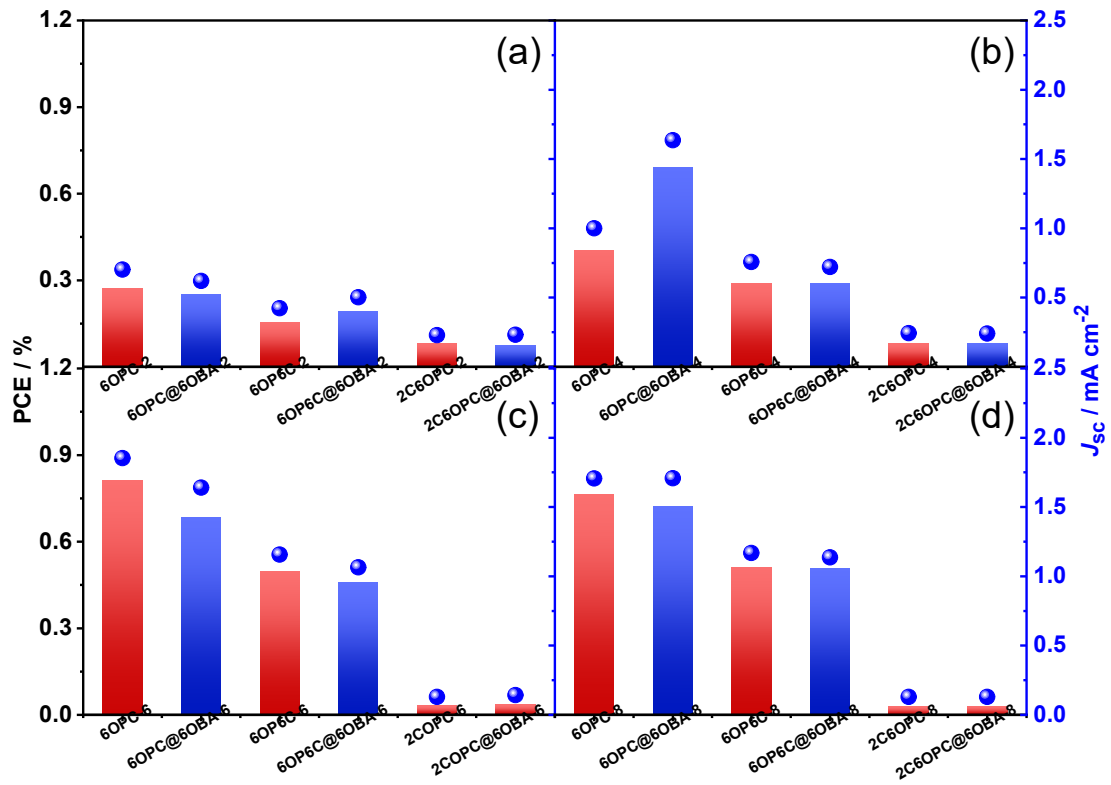 1.2
0.9
0.6
0.3
1.2
0.9
0.6
0.3
0.0
PCE / %
(a)
(b)
2.5
2.0
1.5
1.0
0.5
2.5
2.0
1.5
1.0
0.5
0.0
Jsc / mA cm-2
6OPC 2
6OPC@6OBA 2
6OP6C 2
6OP6C@6OBA 2
2C6OPC 2
2C6OPC@6OBA 2
6OPC 4
6OPC@6OBA 4
6OP6C 4
6OP6C@6OBA 4
2C6OPC 4
2C6OPC@6OBA 4
(c)
(d)
6OPC 6
6OPC@6OBA 6
6OP6C 6
6OP6C@6OBA 6
2COPC 6
2COPC@6OBA 6
6OPC 8
6OPC@6OBA 8
6OP6C 8
6OP6C@6OBA 8
2C6OPC 8
2C6OPC@6OBA 8